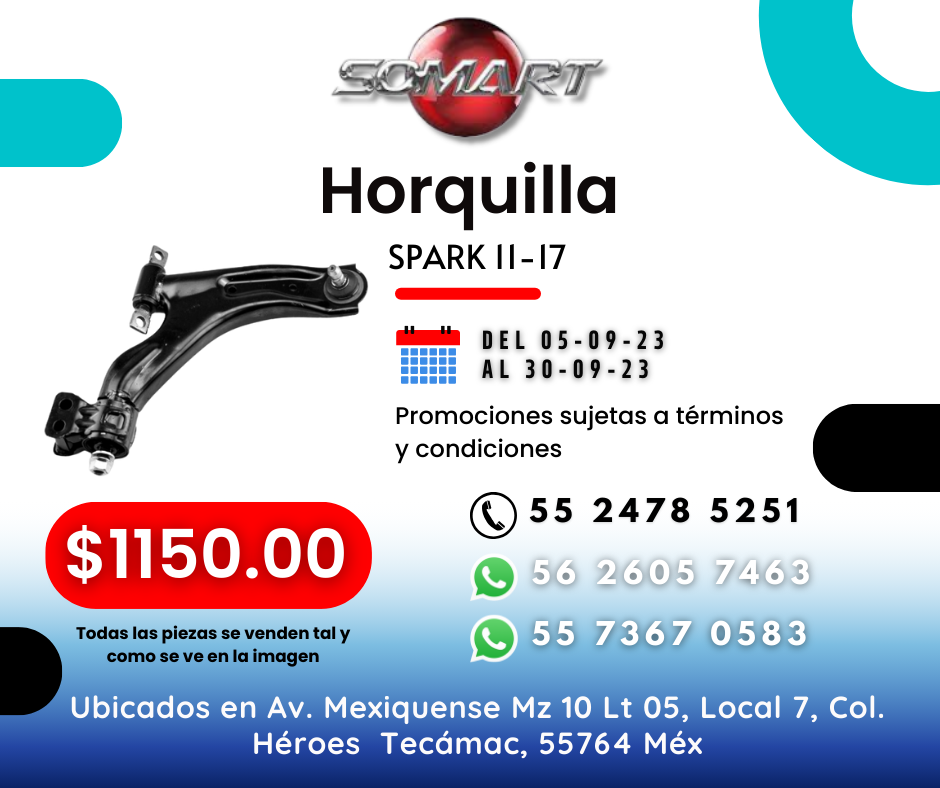 SOMART
Horquilla
SPARK 11-17
DEL 05-09-23
AL 30-09-23
Promociones sujetas a términos
y condiciones
$1150.00
55 2478 5251
56 2605 7463
55 7367 0583
Todas las piezas se venden tal y
como se ve en la imagen
Ubicados en Av. Mexiquense Mz 10 Lt 05, Local 7, Col.
Héroes Tecámac, 55764 Méx